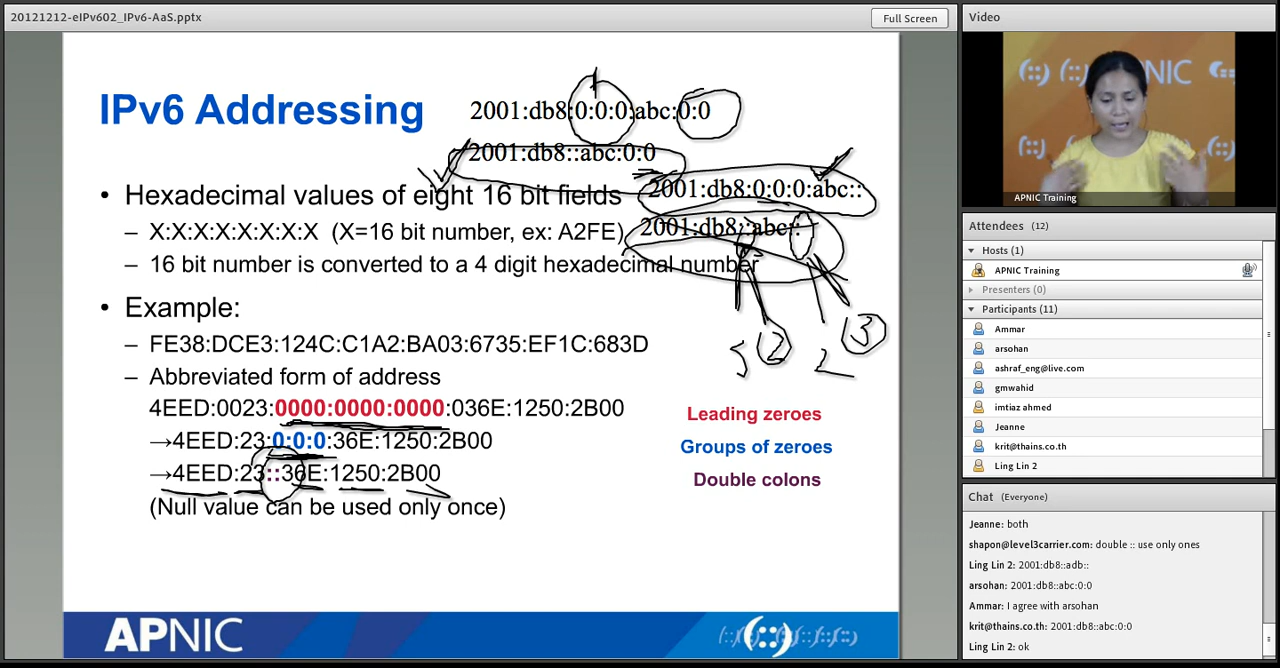 20121212-eIPv602_IPv6-AaS.pptx
Full Screen
IPv6 Addressing
2001:db8:0:0:0:abc:0:0
2001:db8::abc:0:0
2001:db8:0:0:0:abc::
2001:db8::abc::
• Hexadecimal values of eight 16 bit fields
– X:X:X:X:X:X:X:X (X=16 bit number, ex: A2FE)
– 16 bit number is converted to a 4 digit hexadecimal number
3
2
2
3
• Example:
– FE38:DCE3:124C:C1A2:BA03:6735:EF1C:683D
– Abbreviated form of address
4EED:0023:0000:0000:0000:036E:1250:2B00
→4EED:23:0:0:0:36E:1250:2B00
→4EED:23::36E:1250:2B00
(Null value can be used only once)
Leading zeroes
Groups of zeroes
Double colons
APNIC
Video
NIC
APNIC Training
Attendees (12)
Hosts (1)
APNIC Training
Presenters (0)
Participants (11)
Ammar
arsohan
ashraf_eng@live.com
gmwahid
imtiaz ahmed
Jeanne
krit@thains.co.th
Ling Lin 2
Chat (Everyone)
Jeanne: both
shapon@level3carrier.com: double :: use only ones
Ling Lin 2: 2001:db8::adb::
arsohan: 2001:db8::abc:0:0
Ammar: I agree with arsohan
krit@thains.co.th: 2001:db8::abc:0:0
Ling Lin 2: ok